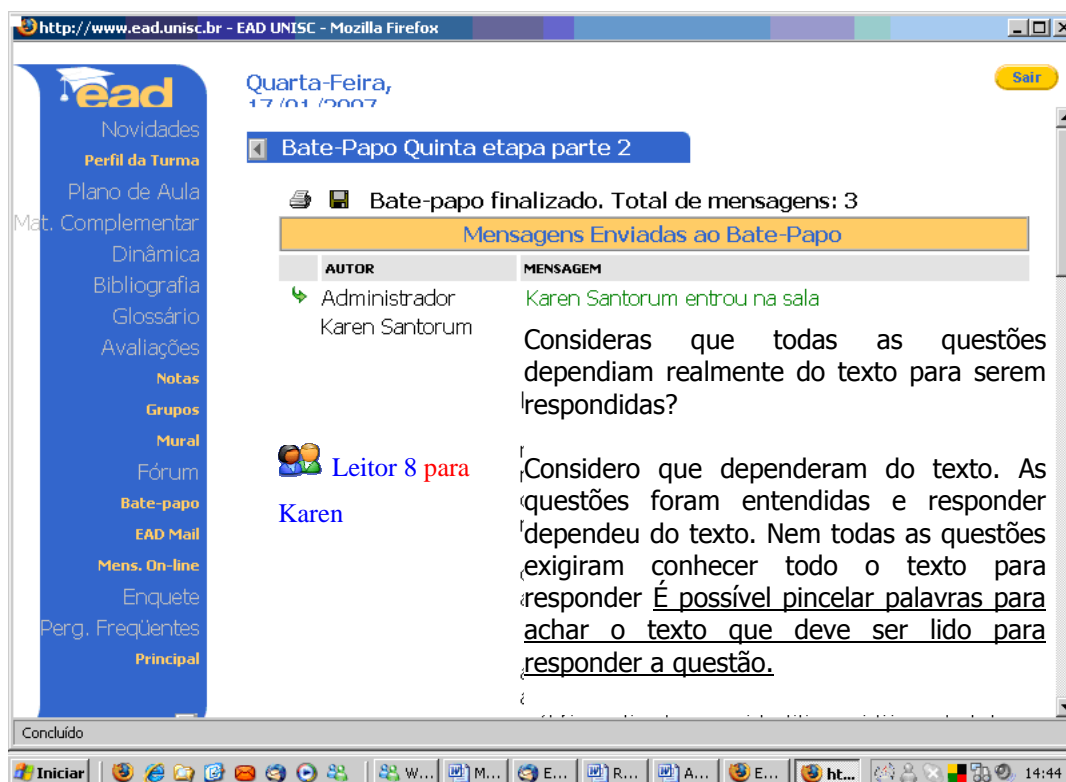 http://www.ead.unisc.br - EAD UNISC - Mozilla Firefox
ead
Quarta-Feira,
17/01/2007
Sair
Novidades
Perfil da Turma
Plano de Aula
Mat. Complementar
Dinâmica
Bibliografia
Glossário
Avaliações
Notas
Grupos
Mural
Fórum
Bate-papo
EAD Mail
Mens. On-line
Enquete
Perg. Freqüentes
Principal
Bate-Papo Quinta etapa parte 2
Bate-papo finalizado. Total de mensagens: 3
Mensagens Enviadas ao Bate-Papo
AUTOR MENSAGEM
Administrador Karen Santorum entrou na sala
Karen Santorum
Consideras que todas as questões
dependiam realmente do texto para serem
respondidas?
Leitor 8 para
Karen
Considero que dependeram do texto. As
questões foram entendidas e responder
dependeu do texto. Nem todas as questões
exigiram conhecer todo o texto para
responder É possível pincelar palavras para
achar o texto que deve ser lido para
responder a questão.
Concluído
Iniciar W... M... E... R... A... E... ht... 14:44